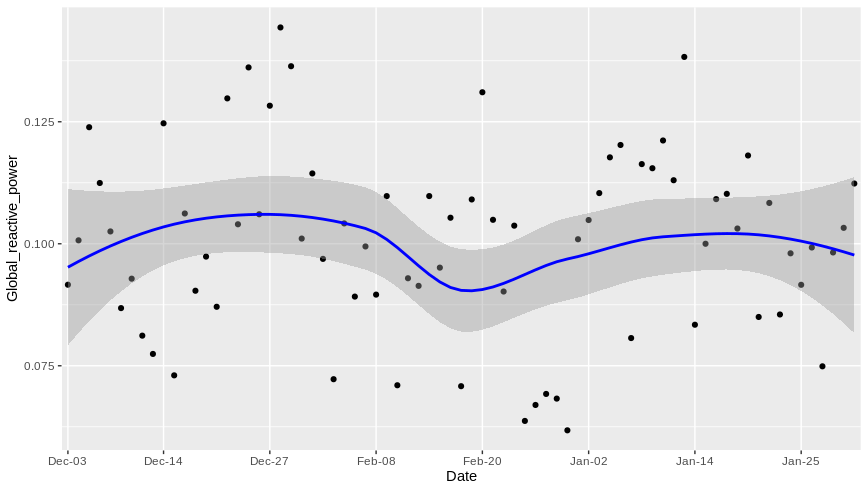 Global_reactive_power
0.125
0.100
0.075
Dec-03 Dec-14 Dec-27 Feb-08 Feb-20 Jan-02 Jan-14 Jan-25
Date